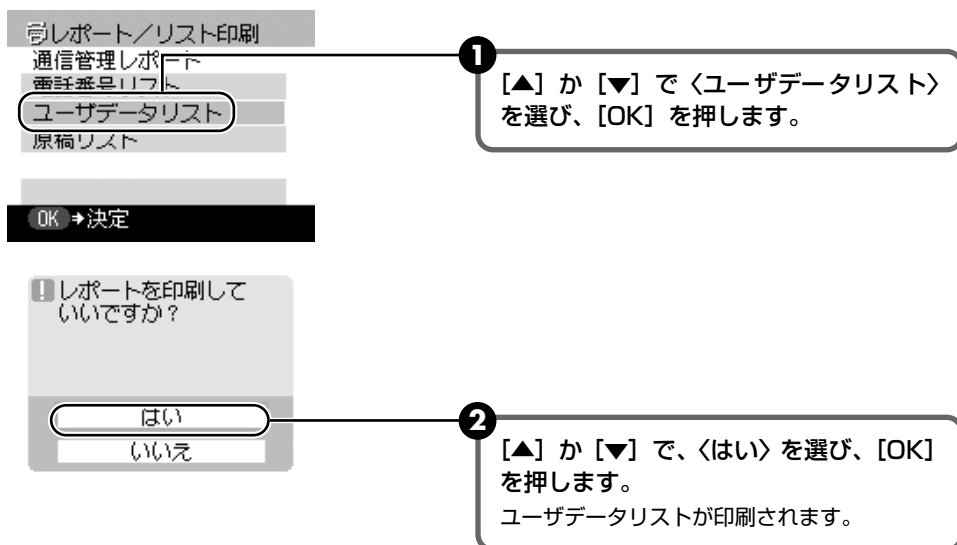 レポート／リスト印刷
通信管理レポート
電話番号リスト
ユーザデータリスト
原稿リスト
OK➔決定
❶
［▲］か［▼］で〈ユーザデータリスト〉
を選び、［OK］を押します。
レポートを印刷して
いいですか？
はい
いいえ
❷
［▲］か［▼］で、〈はい〉を選び、［OK］
を押します。
ユーザデータリストが印刷されます。